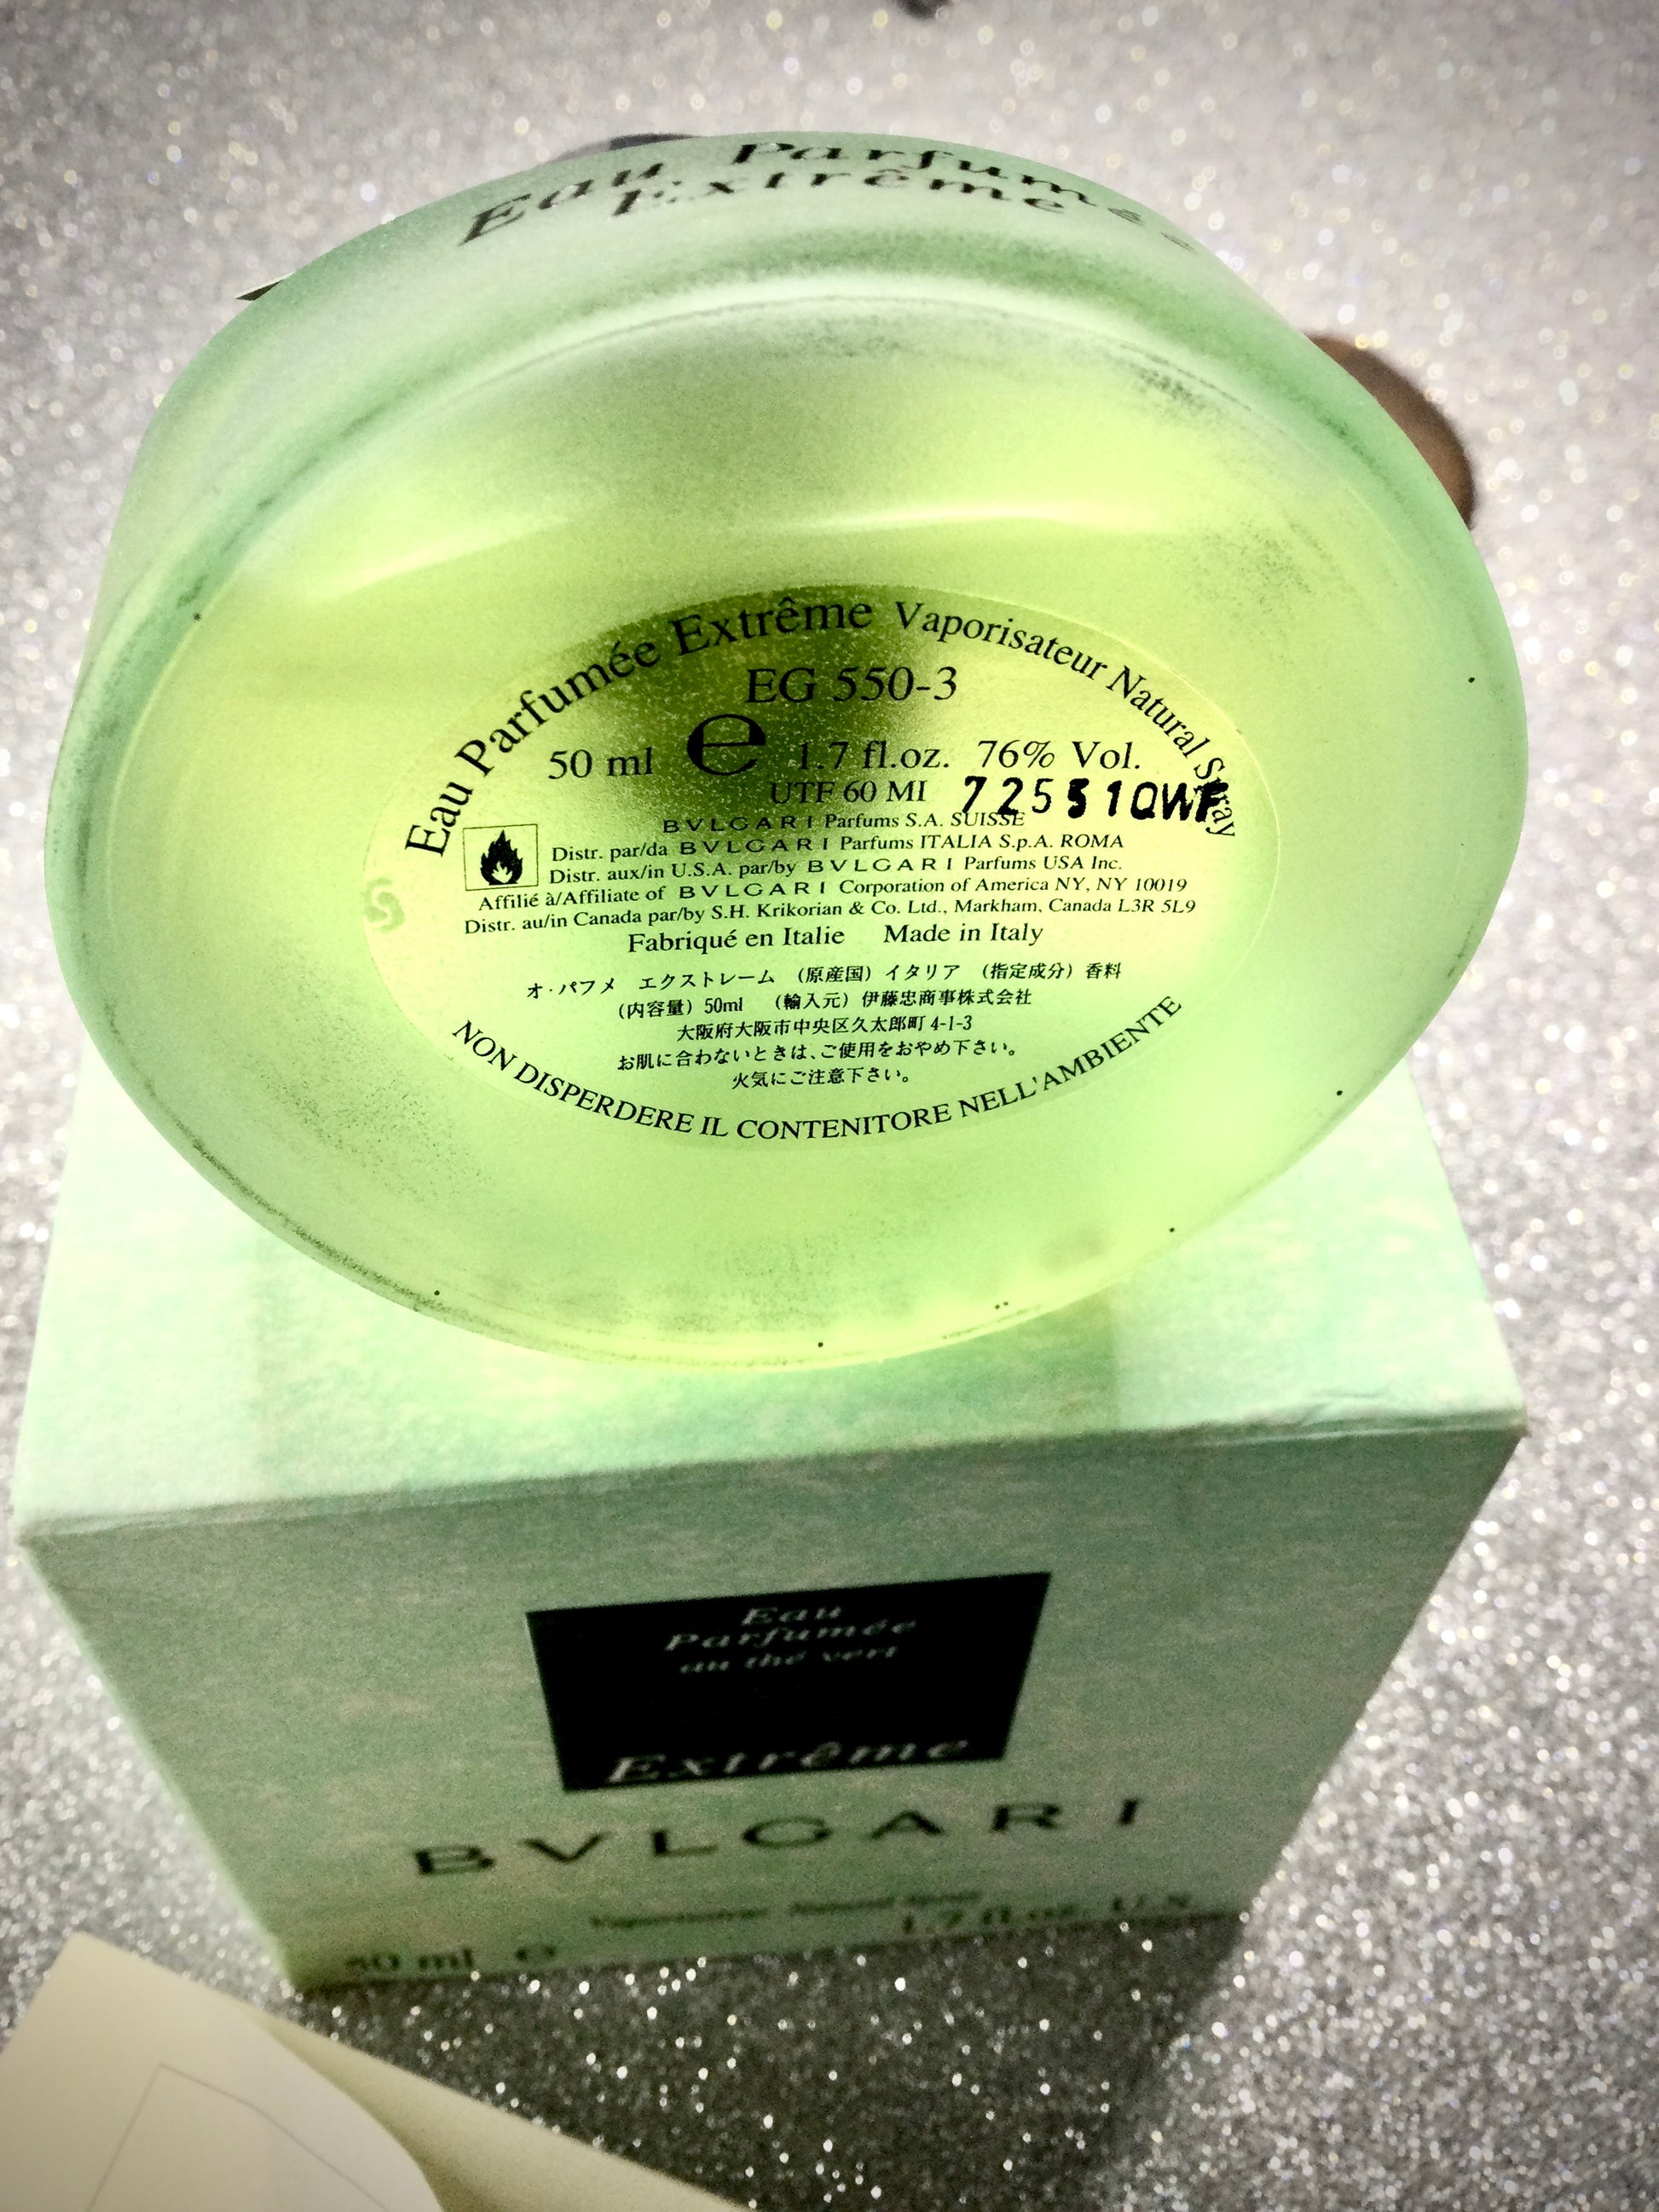 Eau Parfumée
Extrême
Eau Parfumée Extrême Vaporisateur Natural Spray
EG 550-3
50 ml ℮ 1.7 fl.oz. 76% Vol.
UTF 60 MI 72551QWF
BVLGARI Parfums S.A. SUISSE
Distr. par/da BVLGARI Parfums ITALIA S.p.A. ROMA
Distr. aux/in U.S.A. par/by BVLGARI Parfums USA Inc.
Affilié à/Affiliate of BVLGARI Corporation of America NY, NY 10019
Distr. au/in Canada par/by S.H. Krikorian & Co. Ltd., Markham, Canada L3R 5L9
Fabriqué en Italie Made in Italy
オ・パフメ エクストレーム (原産国) イタリア (指定成分) 香料
(内容量) 50ml (輸入元) 伊藤忠商事株式会社
大阪府大阪市中央区久太郎町 4-1-3
お肌に合わないときは、ご使用をおやめ下さい。
火気にご注意下さい。
NON DISPERDERE IL CONTENITORE NELL'AMBIENTE
Eau
Parfumée
au thé vert
Extrême
BVLGARI
Natural Spray
50 ml ℮ 1.7 fl.oz. U.S.